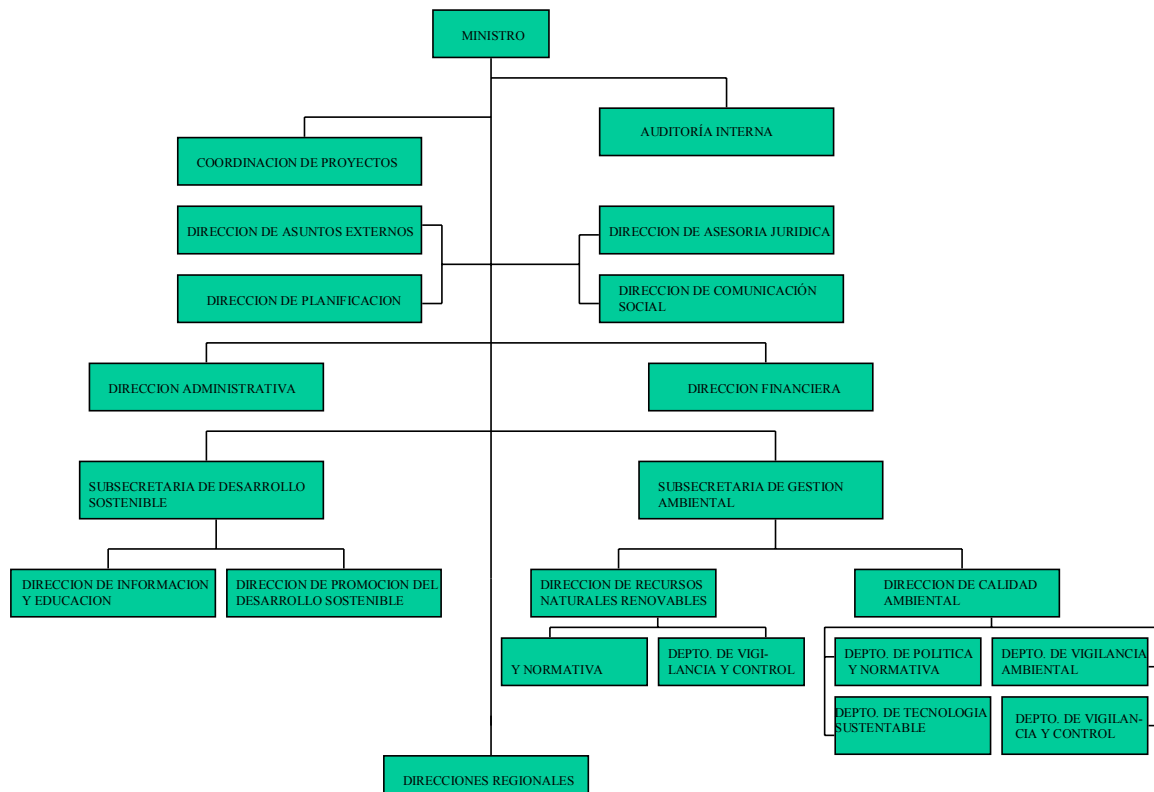 MINISTRO
AUDITORÍA INTERNA
COORDINACION DE PROYECTOS
DIRECCION DE ASUNTOS EXTERNOS
DIRECCION DE ASESORIA JURIDICA
DIRECCION DE PLANIFICACION
DIRECCION DE COMUNICACIÓN
SOCIAL
DIRECCION ADMINISTRATIVA
DIRECCION FINANCIERA
SUBSECRETARIA DE DESARROLLO
SOSTENIBLE
SUBSECRETARIA DE GESTION
AMBIENTAL
DIRECCION DE INFORMACION
Y EDUCACION
DIRECCION DE PROMOCION DEL
DESARROLLO SOSTENIBLE
DIRECCION DE RECURSOS
NATURALES RENOVABLES
DIRECCION DE CALIDAD
AMBIENTAL
Y NORMATIVA
DEPTO. DE VIGI-
LANCIA Y CONTROL
DEPTO. DE POLITICA
Y NORMATIVA
DEPTO. DE VIGILANCIA
AMBIENTAL
DEPTO. DE TECNOLOGIA
SUSTENTABLE
DEPTO. DE VIGILAN-
CIA Y CONTROL
DIRECCIONES REGIONALES